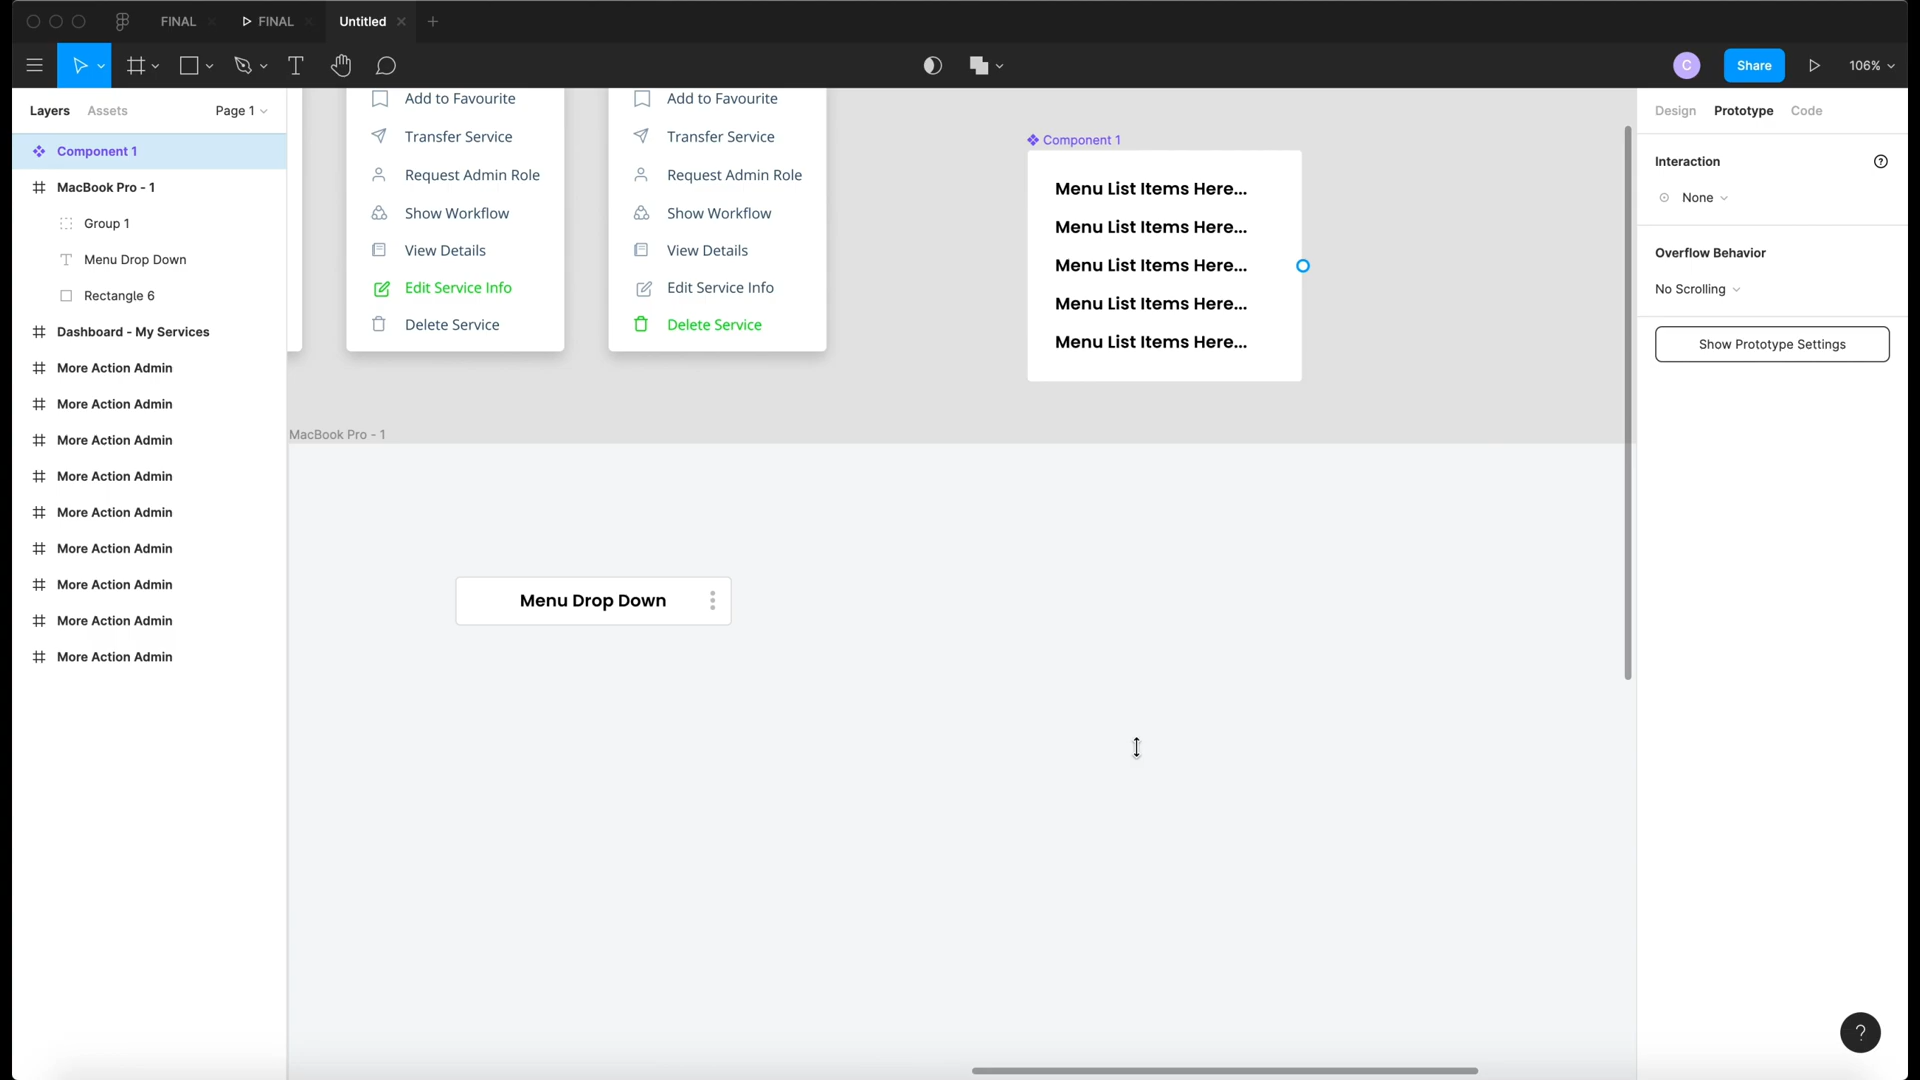 FINAL
FINAL
Untitled
C
Share
106%
Layers
Assets
Page 1
Component 1
MacBook Pro - 1
Group 1
Menu Drop Down
Rectangle 6
Dashboard - My Services
More Action Admin
More Action Admin
More Action Admin
More Action Admin
More Action Admin
More Action Admin
More Action Admin
More Action Admin
More Action Admin
Add to Favourite
Transfer Service
Request Admin Role
Show Workflow
View Details
Edit Service Info
Delete Service
Add to Favourite
Transfer Service
Request Admin Role
Show Workflow
View Details
Edit Service Info
Delete Service
Component 1
Menu List Items Here...
Menu List Items Here...
Menu List Items Here...
Menu List Items Here...
Menu List Items Here...
MacBook Pro - 1
Menu Drop Down
Design
Prototype
Code
Interaction
?
None
Overflow Behavior
No Scrolling
Show Prototype Settings
?